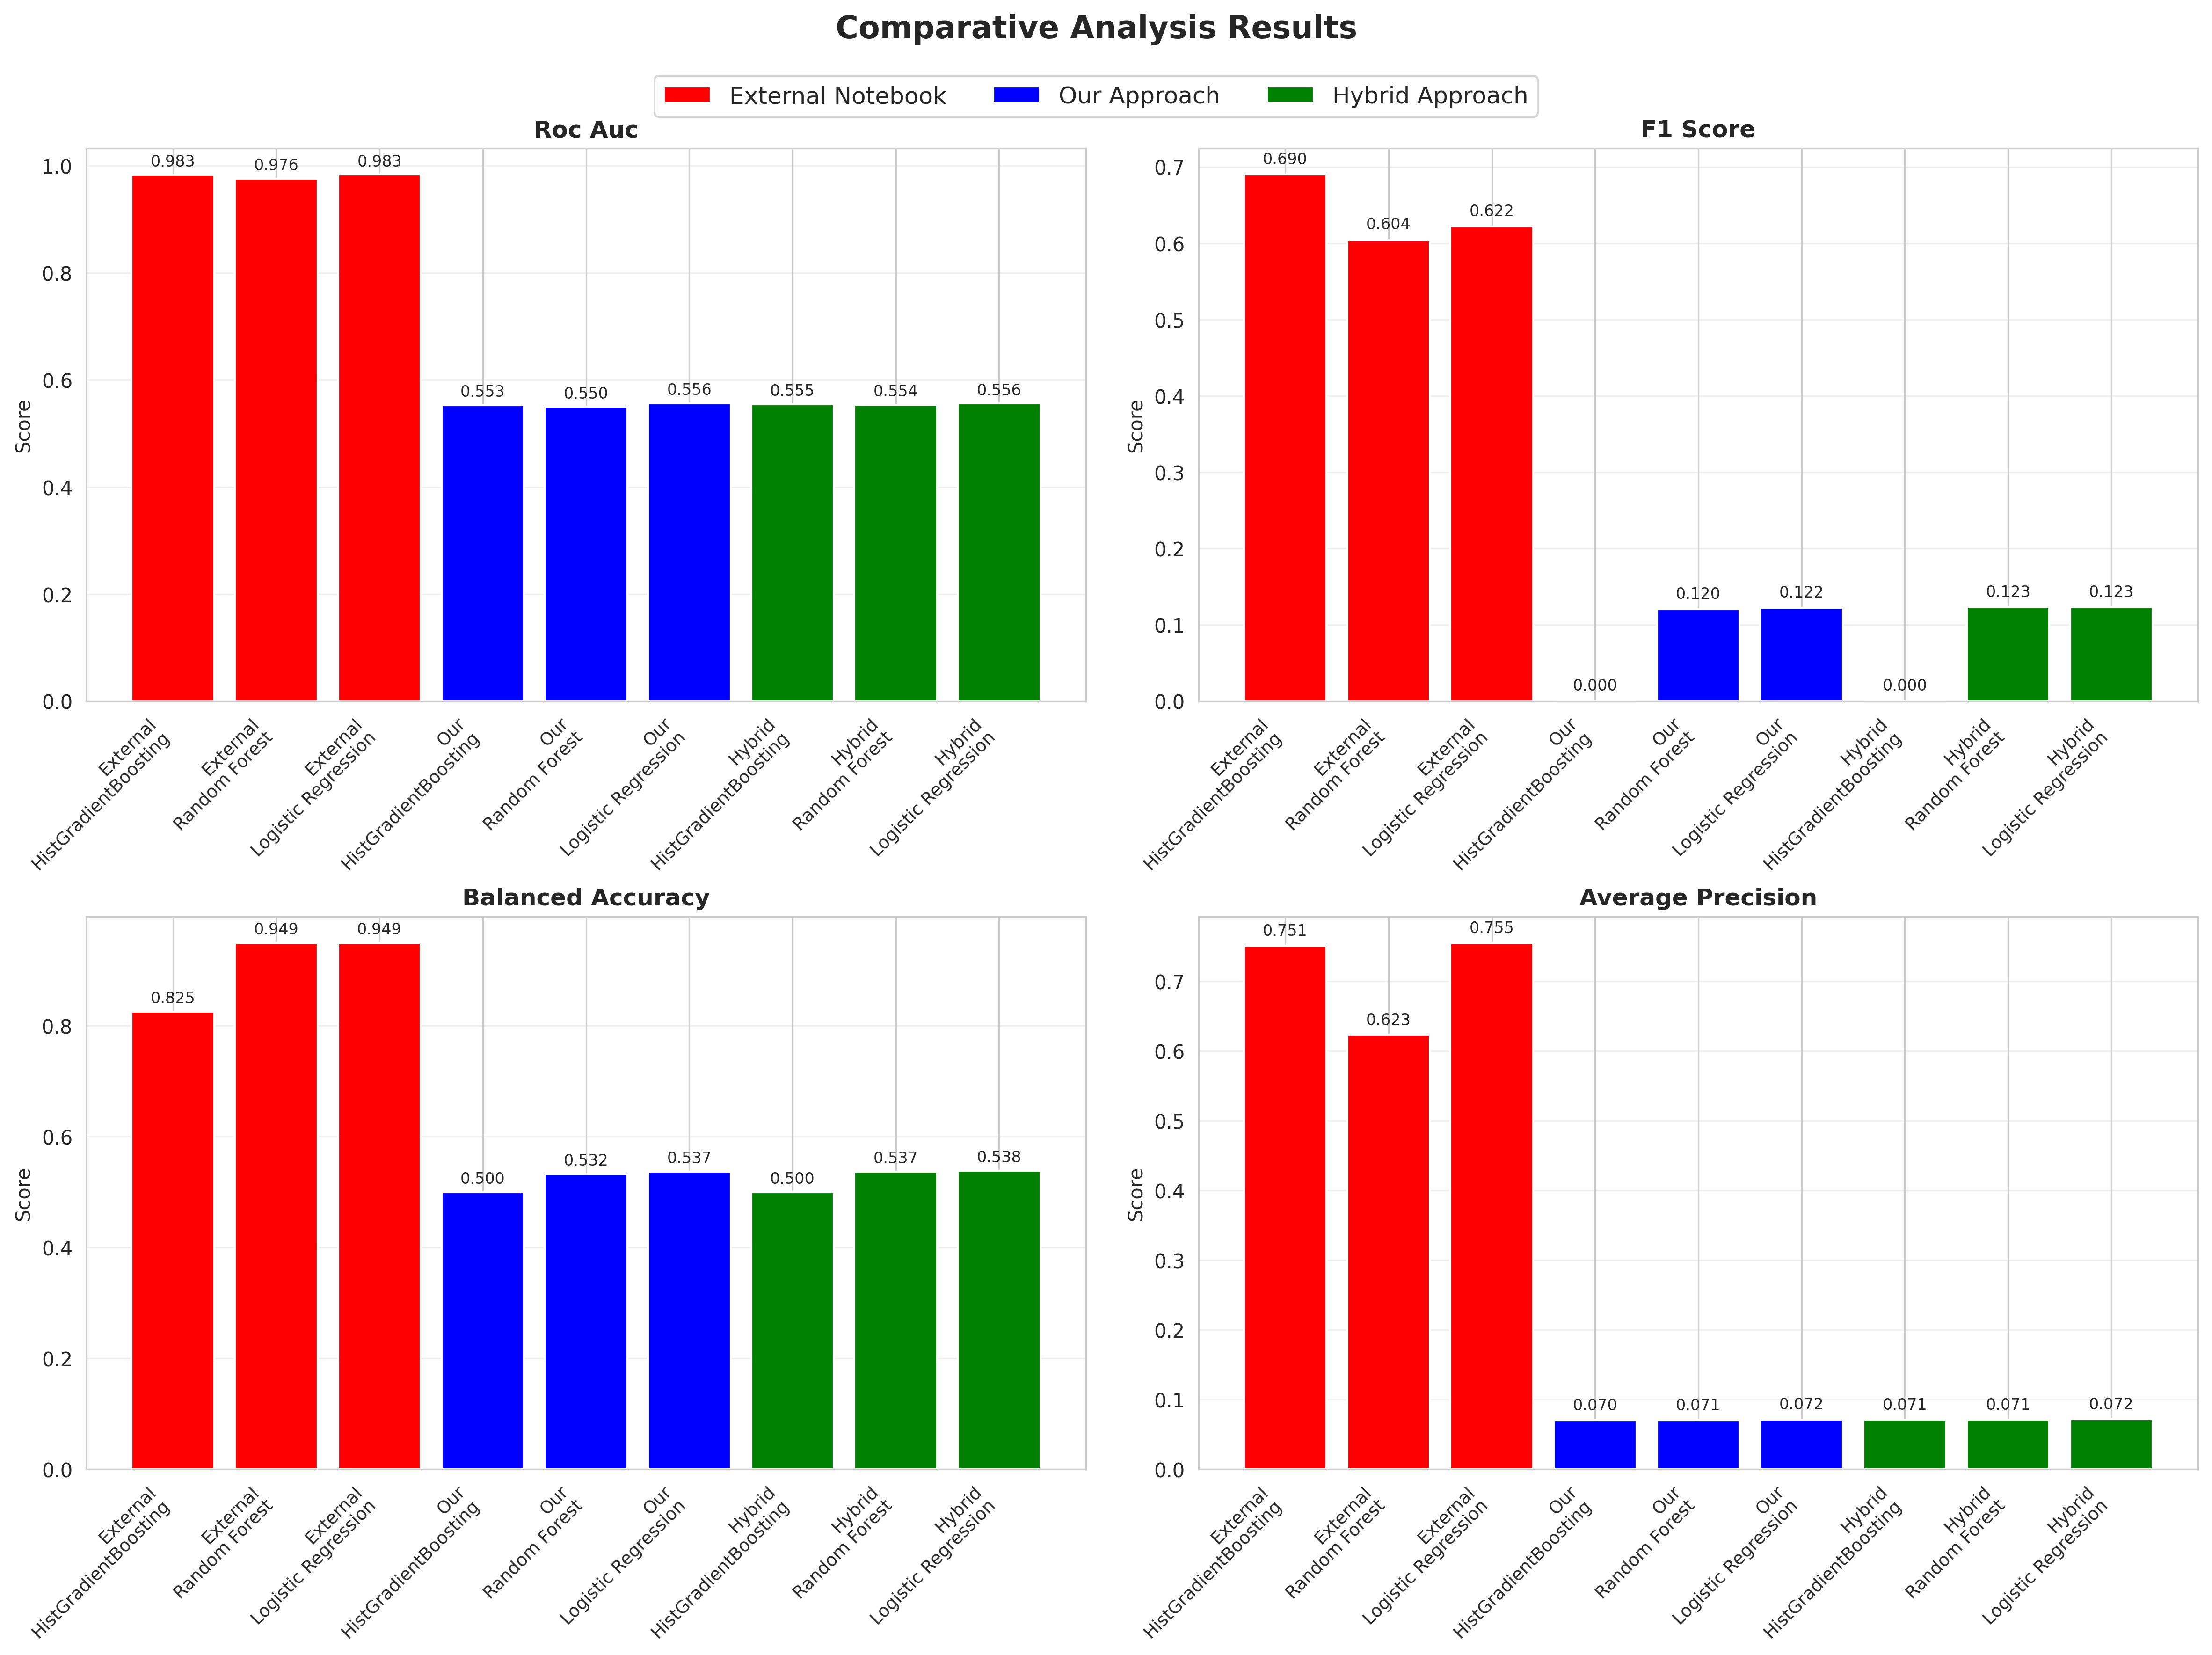 Comparative Analysis Results
External Notebook
Our Approach
Hybrid Approach
Roc Auc
Score
1.0
0.8
0.6
0.4
0.2
0.0
0.983
0.976
0.983
0.553
0.550
0.556
0.555
0.554
0.556
External
HistGradientBoosting
External
Random Forest
External
Logistic Regression
Our
HistGradientBoosting
Our
Random Forest
Our
Logistic Regression
Hybrid
HistGradientBoosting
Hybrid
Random Forest
Hybrid
Logistic Regression
F1 Score
Score
0.7
0.6
0.5
0.4
0.3
0.2
0.1
0.0
0.690
0.604
0.622
0.000
0.120
0.122
0.000
0.123
0.123
External
HistGradientBoosting
External
Random Forest
External
Logistic Regression
Our
HistGradientBoosting
Our
Random Forest
Our
Logistic Regression
Hybrid
HistGradientBoosting
Hybrid
Random Forest
Hybrid
Logistic Regression
Balanced Accuracy
Score
0.8
0.6
0.4
0.2
0.0
0.825
0.949
0.949
0.500
0.532
0.537
0.500
0.537
0.538
External
HistGradientBoosting
External
Random Forest
External
Logistic Regression
Our
HistGradientBoosting
Our
Random Forest
Our
Logistic Regression
Hybrid
HistGradientBoosting
Hybrid
Random Forest
Hybrid
Logistic Regression
Average Precision
Score
0.7
0.6
0.5
0.4
0.3
0.2
0.1
0.0
0.751
0.623
0.755
0.070
0.071
0.072
0.071
0.071
0.072
External
HistGradientBoosting
External
Random Forest
External
Logistic Regression
Our
HistGradientBoosting
Our
Random Forest
Our
Logistic Regression
Hybrid
HistGradientBoosting
Hybrid
Random Forest
Hybrid
Logistic Regression